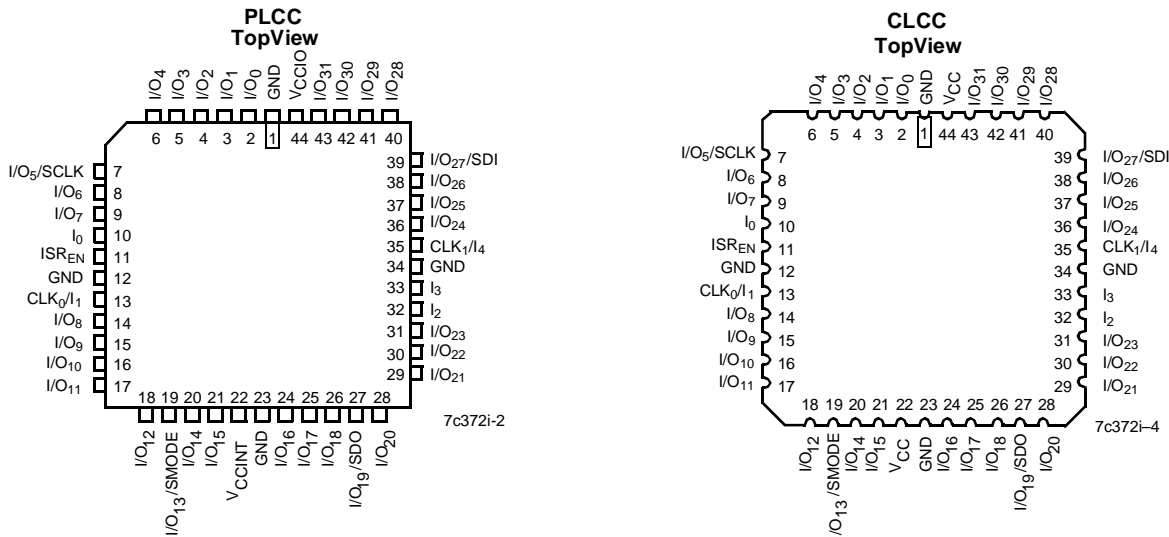 PLCC
TopView
I/O4
I/O3
I/O2
I/O1
I/O0
GND
VCCIO
I/O31
I/O30
I/O29
I/O28
6 5 4 3 2 1 44 43 42 41 40
I/O5/SCLK 7
I/O6 8
I/O7 9
I0 10
ISREN 11
GND 12
CLK0/I1 13
I/O8 14
I/O9 15
I/O10 16
I/O11 17
39 I/O27/SDI
38 I/O26
37 I/O25
36 I/O24
35 CLK1/I4
34 GND
33 I3
32 I2
31 I/O23
30 I/O22
29 I/O21
18 19 20 21 22 23 24 25 26 27 28
I/O12
I/O13/SMODE
I/O14
I/O15
VCCINT
GND
I/O16
I/O17
I/O18
I/O19/SDO
I/O20
7c372i-2
CLCC
TopView
I/O4
I/O3
I/O2
I/O1
I/O0
GND
VCC
I/O31
I/O30
I/O29
I/O28
6 5 4 3 2 1 44 43 42 41 40
I/O5/SCLK 7
I/O6 8
I/O7 9
I0 10
ISREN 11
GND 12
CLK0/I1 13
I/O8 14
I/O9 15
I/O10 16
I/O11 17
39 I/O27/SDI
38 I/O26
37 I/O25
36 I/O24
35 CLK1/I4
34 GND
33 I3
32 I2
31 I/O23
30 I/O22
29 I/O21
18 19 20 21 22 23 24 25 26 27 28
I/O12
/O13/SMODE
I/O14
I/O15
VCC
GND
I/O16
I/O17
I/O18
I/O19/SDO
I/O20
7c372i–4